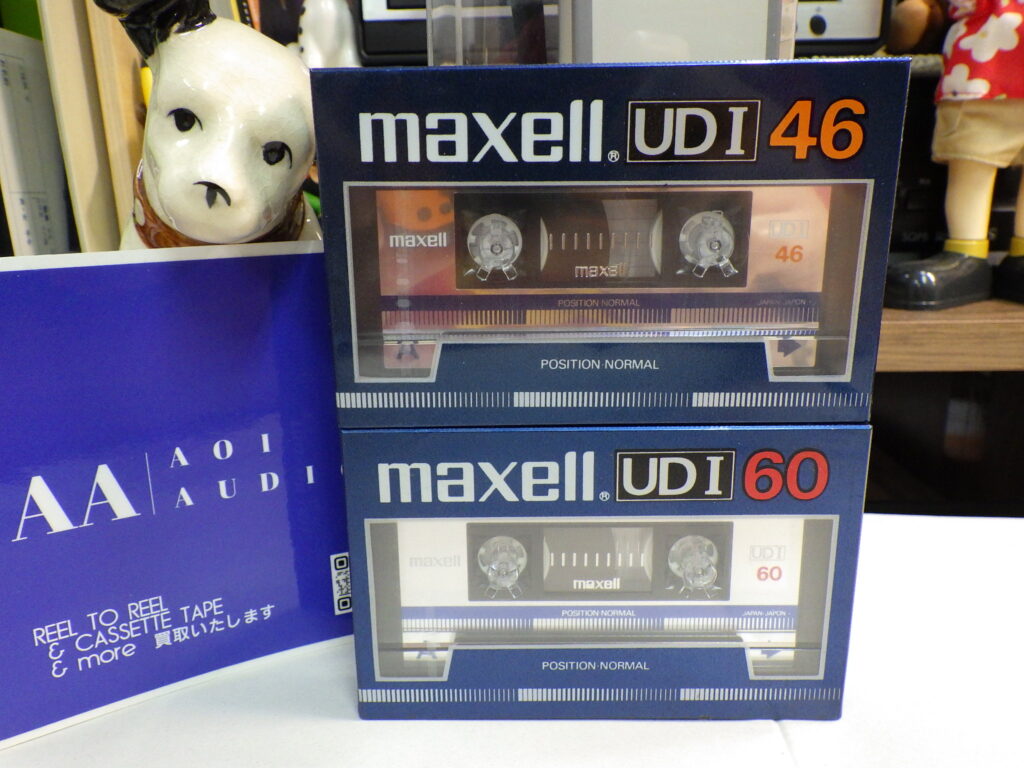 maxell® UD I 46
maxell
maxell
UD I
46
POSITION NORMAL
JAPAN·JAPON
A
POSITION NORMAL
maxell® UD I 60
maxell
maxell
UD I
60
POSITION NORMAL
JAPAN·JAPON
A
POSITION NORMAL
AA AOI
AUDIO
REEL TO REEL
& CASSETTE TAPE
& more 買取いたします